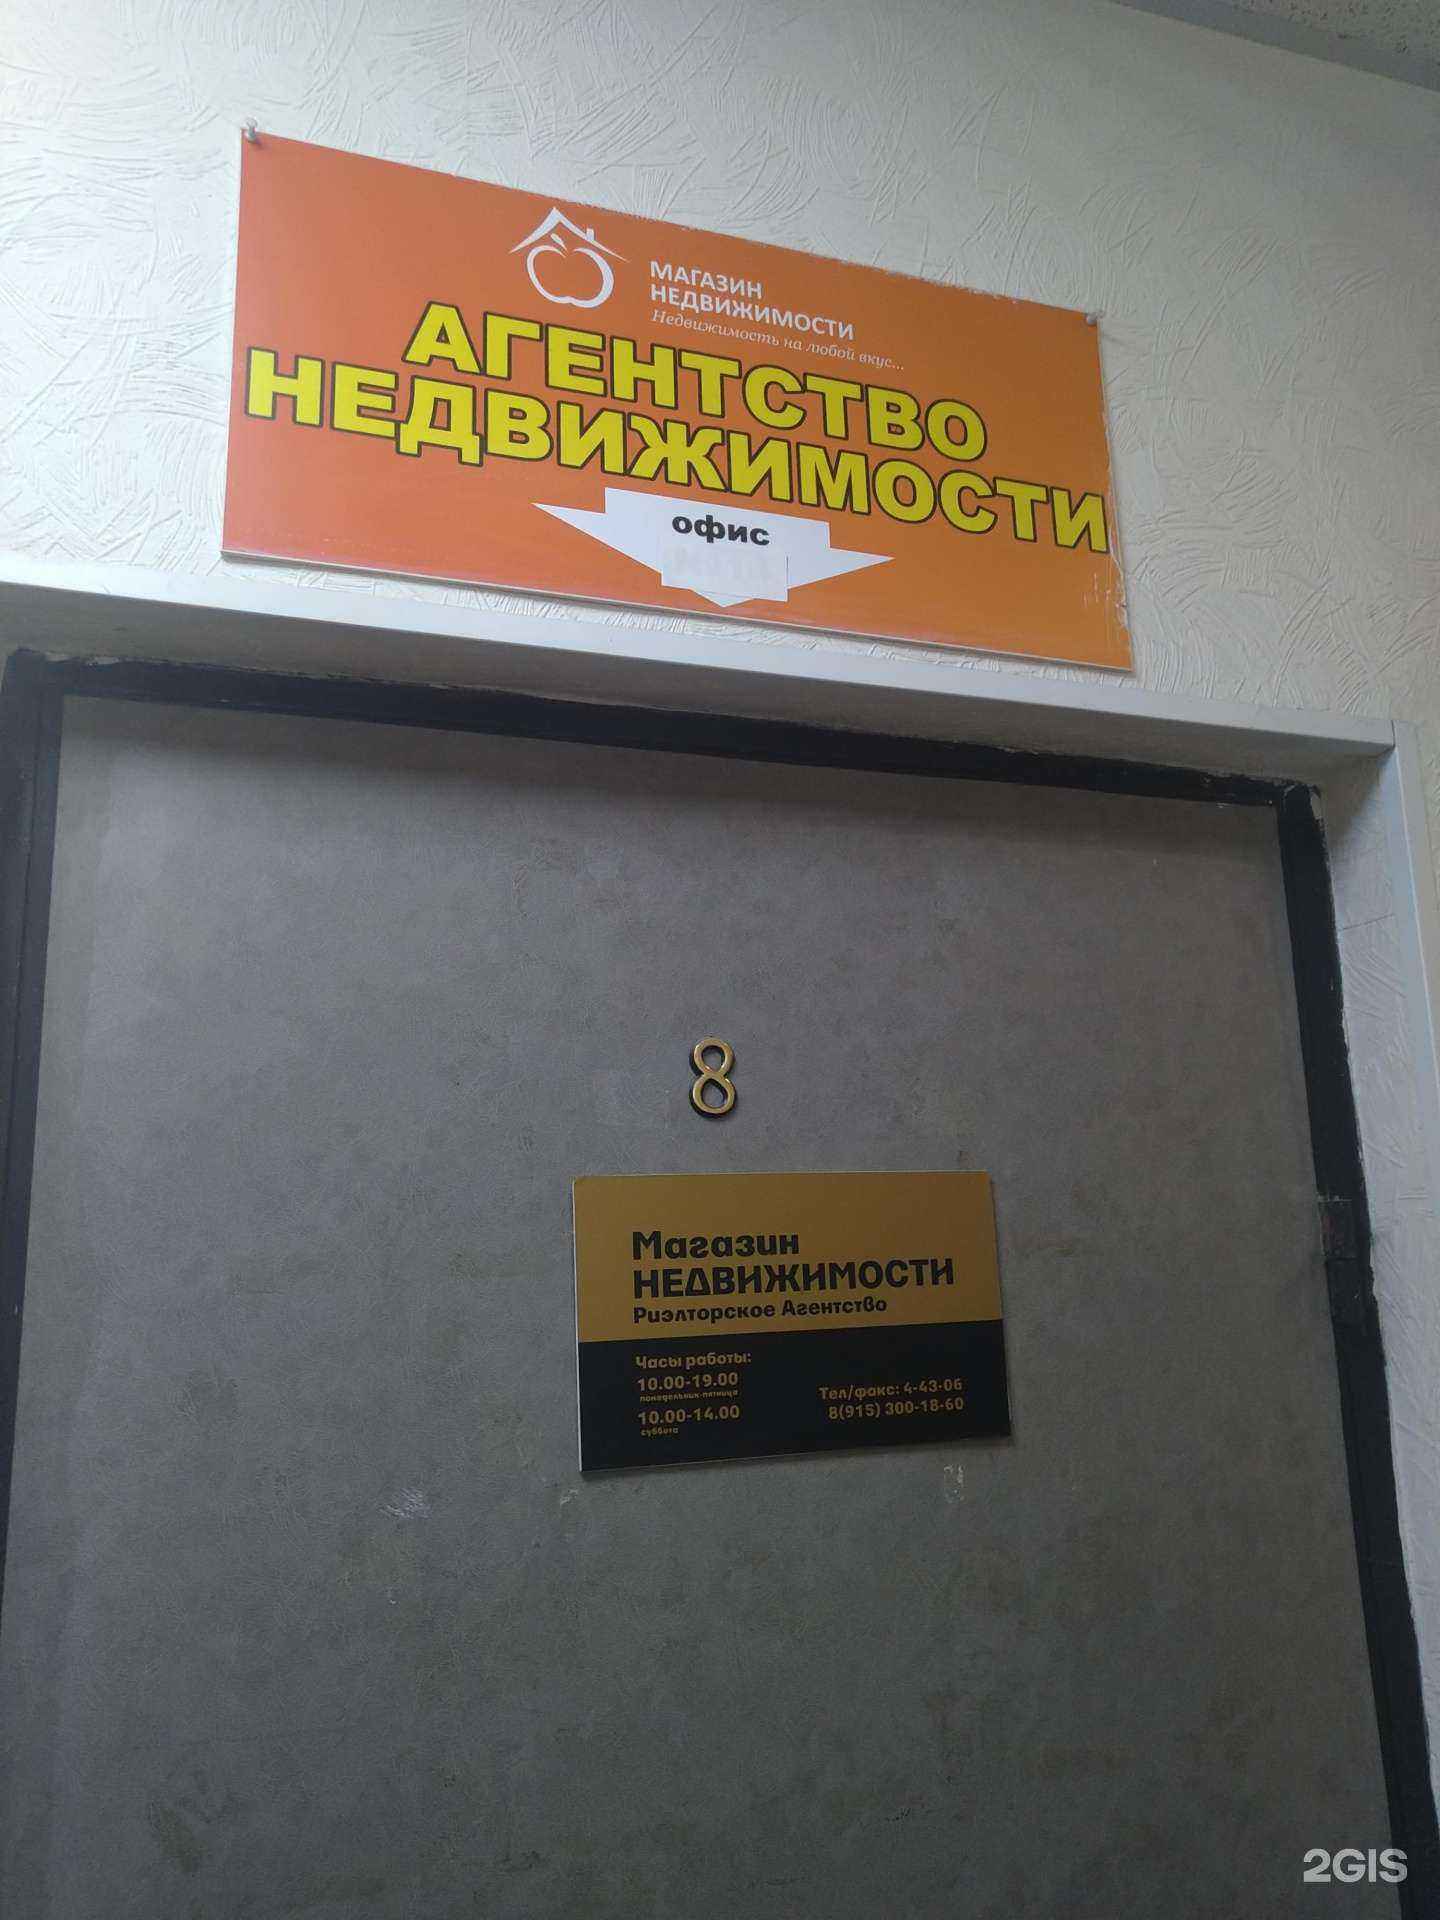 МАГАЗИН
НЕДВИЖИМОСТИ
Недвижимость на любой вкус...
АГЕНТСТВО
НЕДВИЖИМОСТИ
офис
8
Магазин
НЕДВИЖИМОСТИ
Риэлторское Агентство
Часы работы:
10.00-19.00
понедельник-пятница
10.00-14.00
суббота
Тел/факс: 4-43-06
8(915) 300-18-60
2GIS